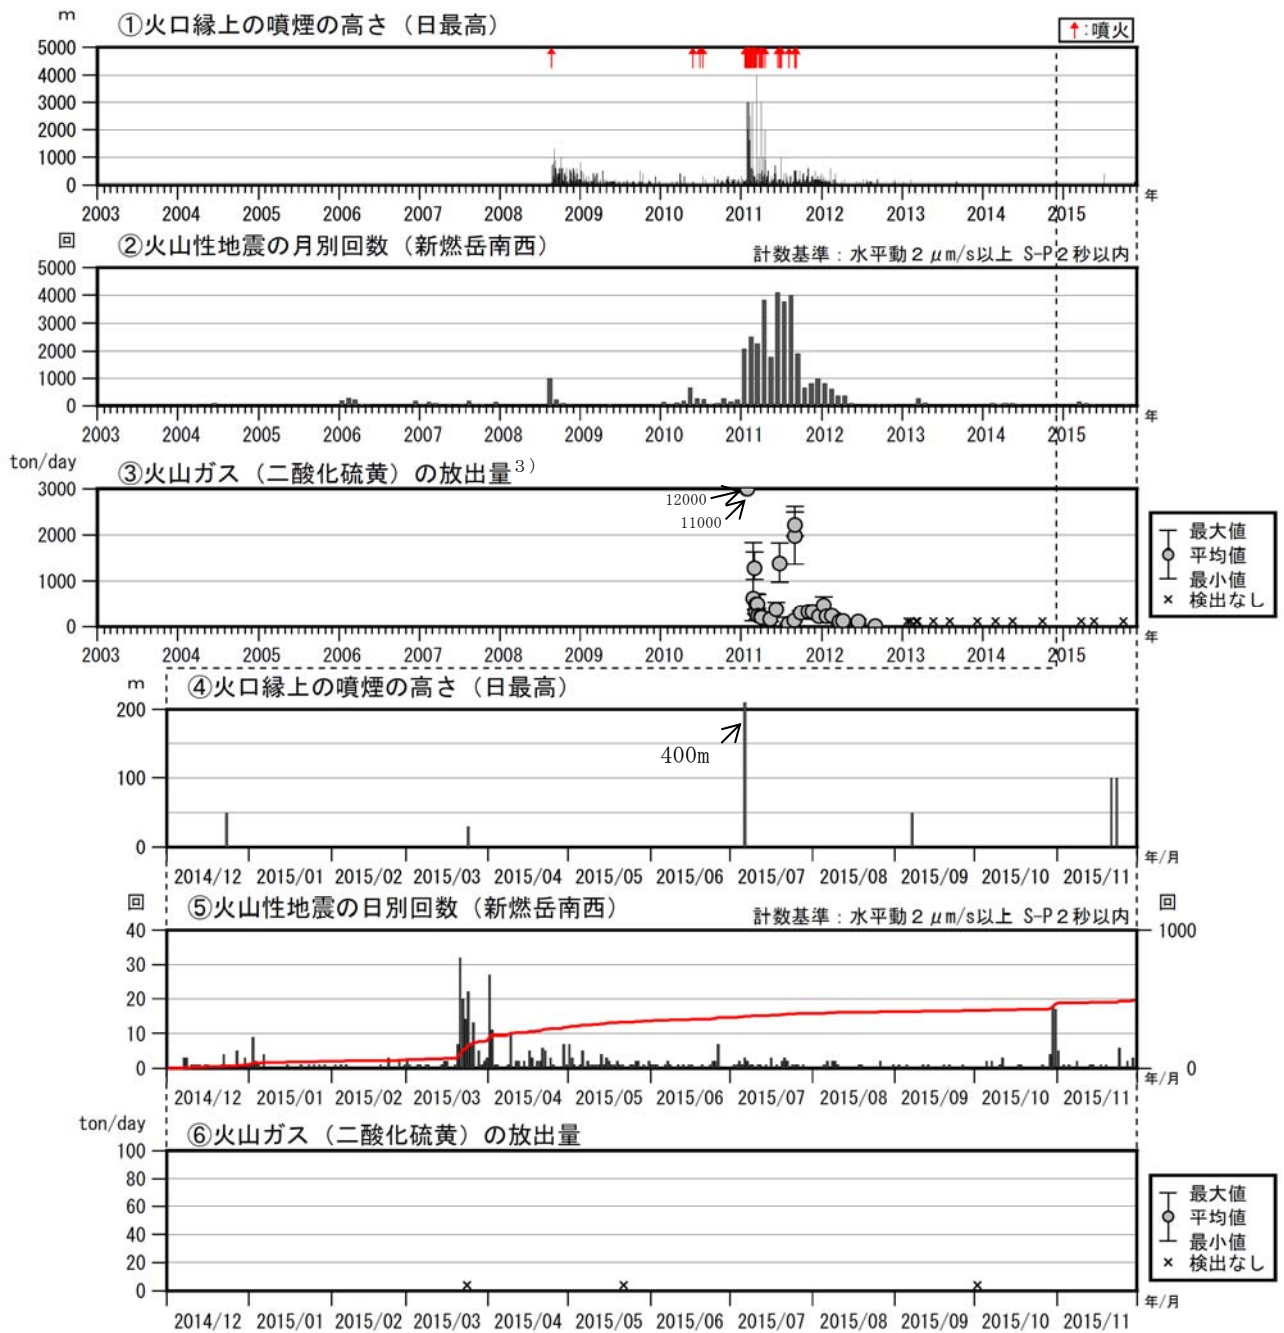 m ①火口縁上の噴煙の高さ（日最高） ↑:噴火
5000
4000
3000
2000
1000
0
2003 2004 2005 2006 2007 2008 2009 2010 2011 2012 2013 2014 2015 年
回 ②火山性地震の月別回数（新燃岳南西） 計数基準：水平動２μm/s以上 S-P２秒以内
5000
4000
3000
2000
1000
0
2003 2004 2005 2006 2007 2008 2009 2010 2011 2012 2013 2014 2015 年
ton/day ③火山ガス（二酸化硫黄）の放出量３）
3000
12000
11000
2000
1000
0
最大値
平均値
最小値
× 検出なし
2003 2004 2005 2006 2007 2008 2009 2010 2011 2012 2013 2014 2015 年
m ④火口縁上の噴煙の高さ（日最高）
200
400m
100
0
2014/12 2015/01 2015/02 2015/03 2015/04 2015/05 2015/06 2015/07 2015/08 2015/09 2015/10 2015/11 年/月
回 ⑤火山性地震の日別回数（新燃岳南西） 計数基準：水平動２μm/s以上 S-P２秒以内 回
40 1000
30
20
10
0 0
2014/12 2015/01 2015/02 2015/03 2015/04 2015/05 2015/06 2015/07 2015/08 2015/09 2015/10 2015/11 年/月
ton/day ⑥火山ガス（二酸化硫黄）の放出量
100
80
60
40
20
0
最大値
平均値
最小値
× 検出なし
2014/12 2015/01 2015/02 2015/03 2015/04 2015/05 2015/06 2015/07 2015/08 2015/09 2015/10 2015/11 年/月